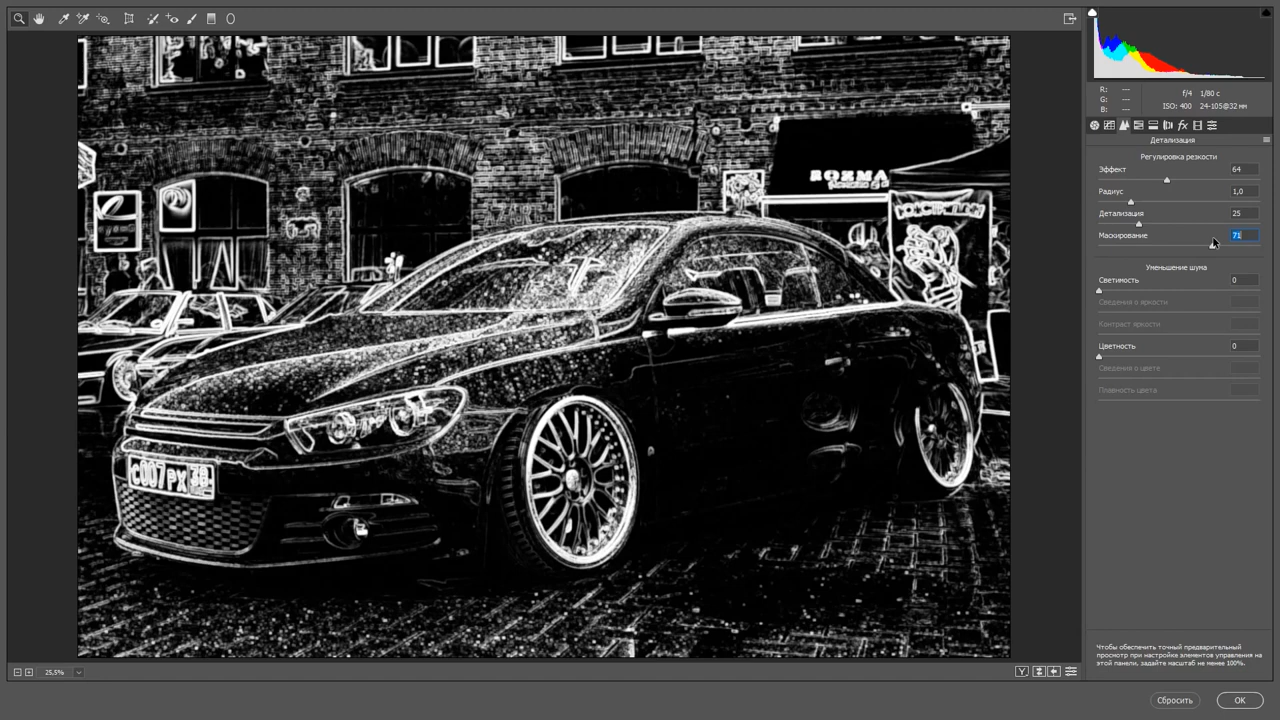 R: ---
G: ---
B: ---
f/4 1/80 с
ISO: 400 24-105@32 мм
Детализация
Регулировка резкости
Эффект 64
Радиус 1,0
Детализация 25
Маскирование 71
Уменьшение шума
Светимость 0
Сведения о яркости
Контраст яркости
Цветность 0
Сведения о цвете
Плавность цвета
ROZMA
С007РХ
Чтобы обеспечить точный предварительный
просмотр при настройке элементов управления на
этой панели, задайте масштаб не менее 100%.
25,5%
Y
Сбросить OK